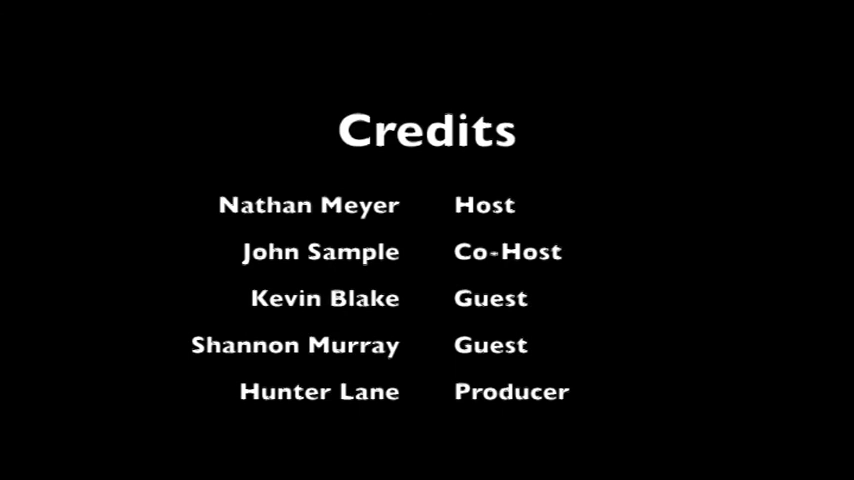 Credits
Nathan Meyer Host
John Sample Co-Host
Kevin Blake Guest
Shannon Murray Guest
Hunter Lane Producer